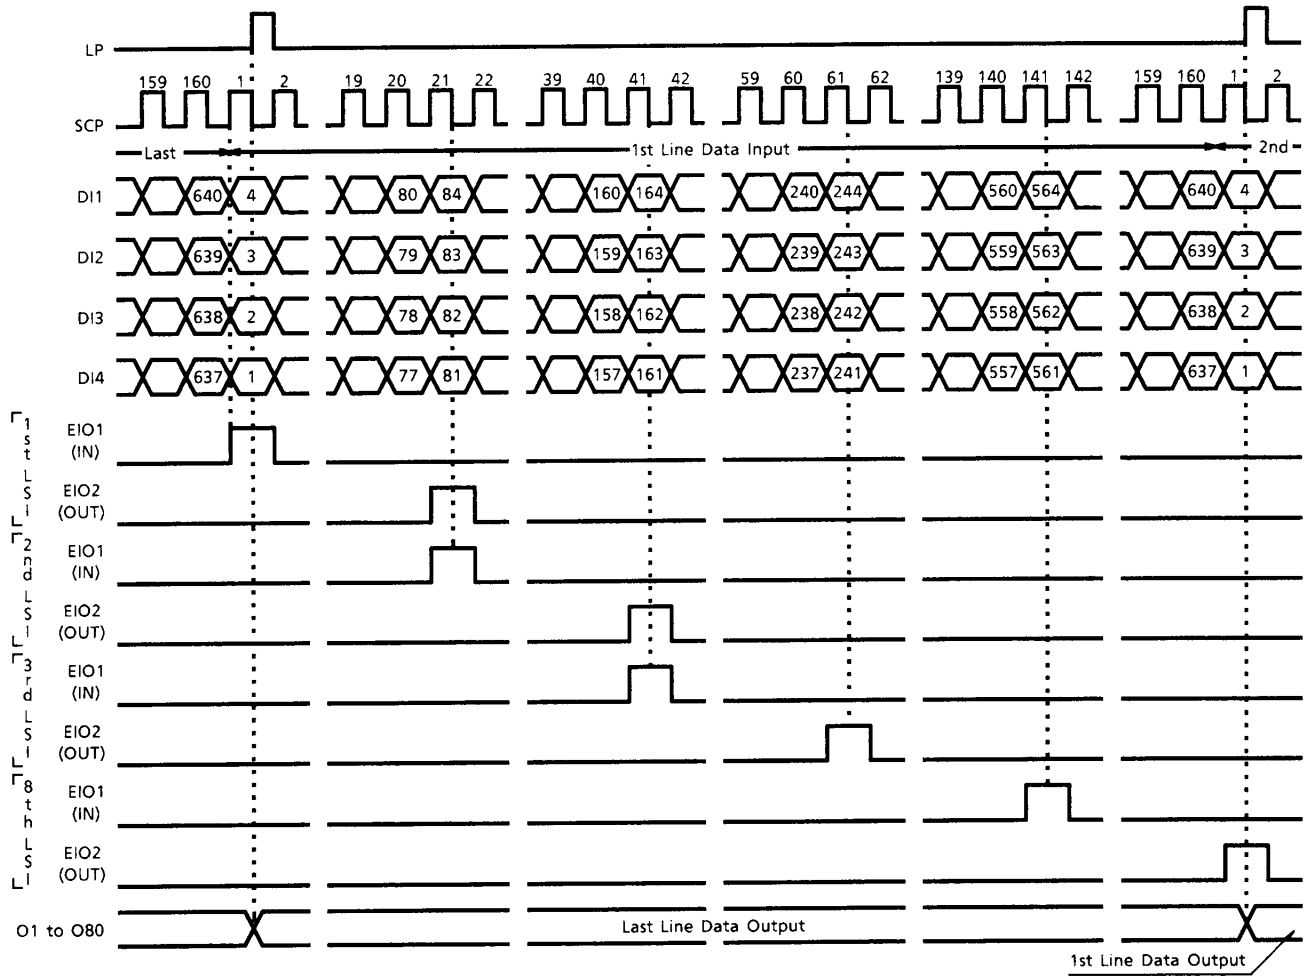 LP
159 160 1 2 19 20 21 22 39 40 41 42 59 60 61 62 139 140 141 142 159 160 1 2
SCP
Last 1st Line Data Input 2nd
DI1 640 4 80 84 160 164 240 244 560 564 640 4
DI2 639 3 79 83 159 163 239 243 559 563 639 3
DI3 638 2 78 82 158 162 238 242 558 562 638 2
DI4 637 1 77 81 157 161 237 241 557 561 637 1
1st LSI
EIO1
(IN)
EIO2
(OUT)
2nd LSI
EIO1
(IN)
EIO2
(OUT)
3rd LSI
EIO1
(IN)
EIO2
(OUT)
8th LSI
EIO1
(IN)
EIO2
(OUT)
O1 to O80 Last Line Data Output
1st Line Data Output